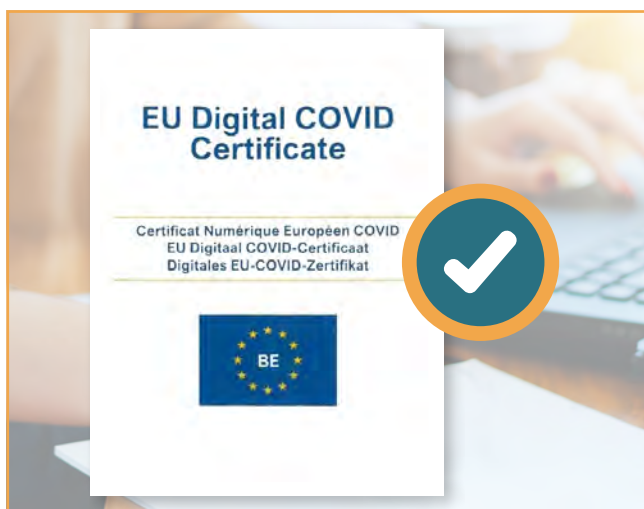 EU Digital COVID
Certificate
Certificat Numérique Européen COVID
EU Digitaal COVID-Certificaat
Digitales EU-COVID-Zertifikat
BE